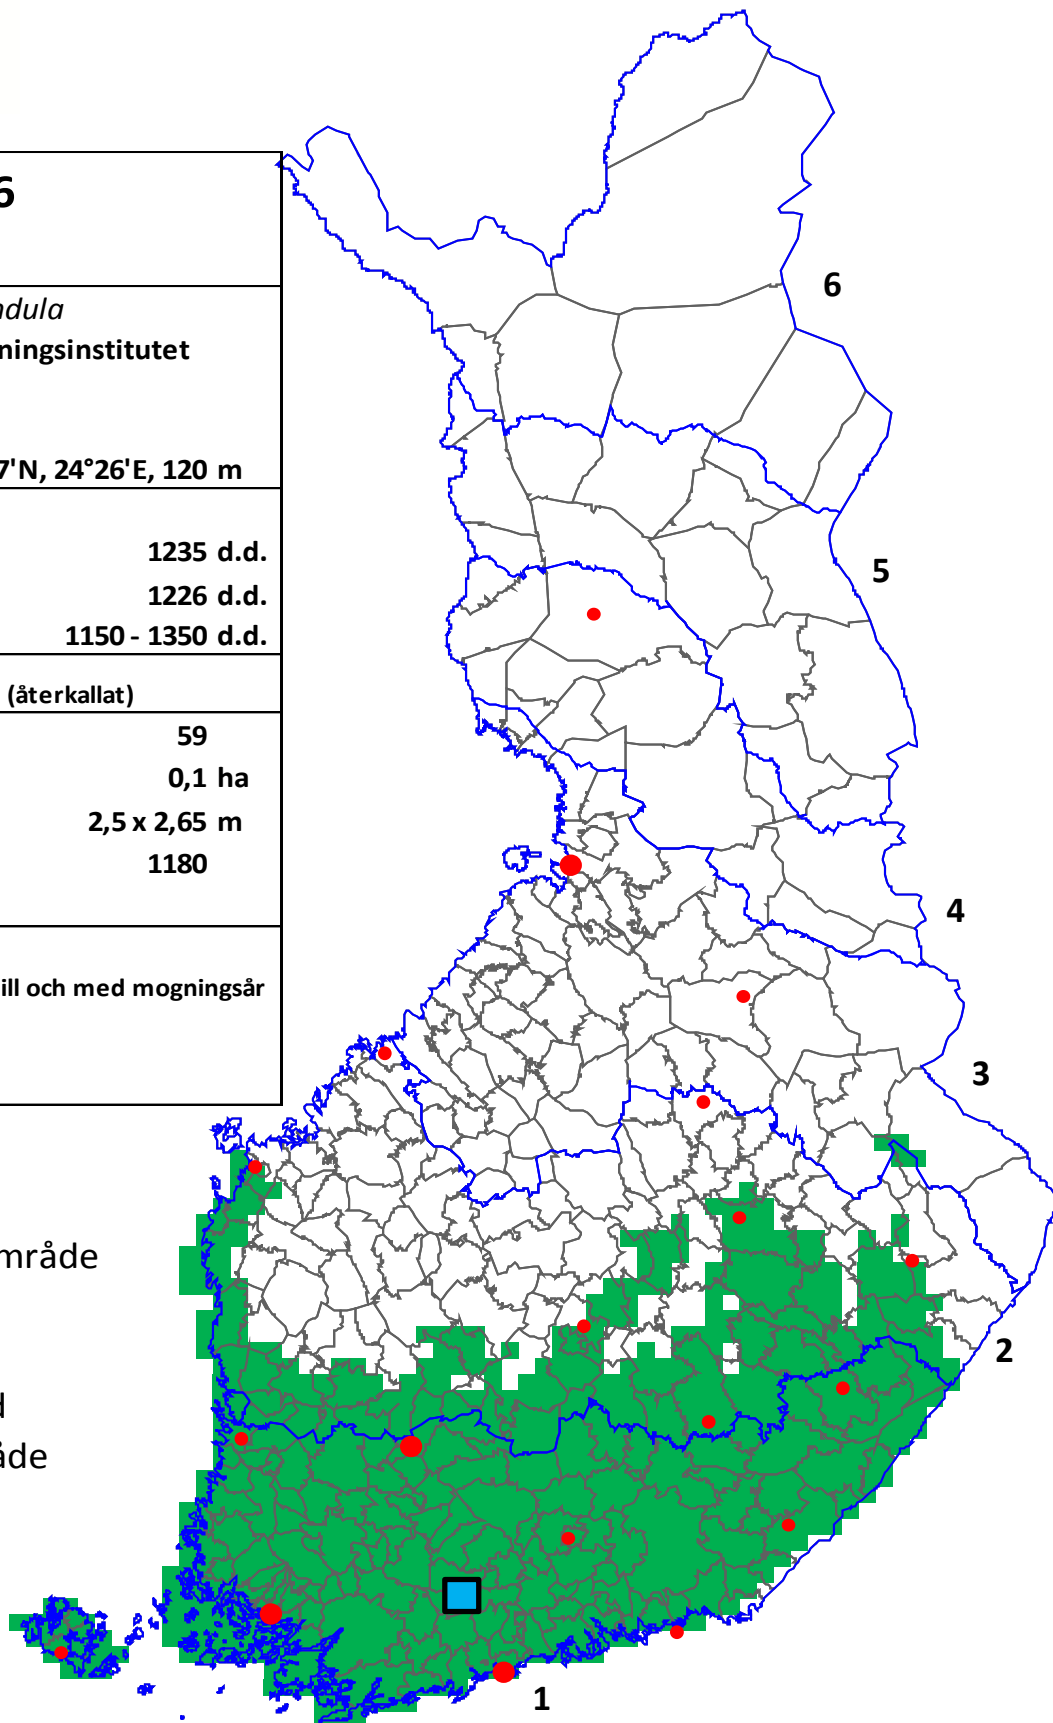 6
ndula
ningsinstitutet
7'N, 24°26'E, 120 m
1235 d.d.
1226 d.d.
1150 - 1350 d.d.
(återkallat)
59
0,1 ha
2,5 x 2,65 m
1180
ill och med mogningsår
mråde
d
åde
6
5
4
3
2
1